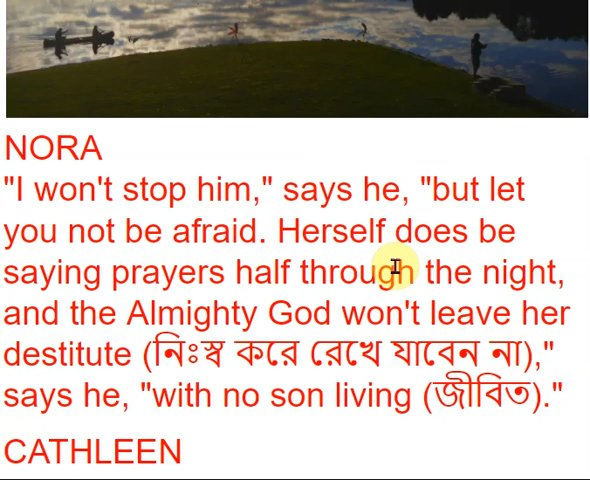 NORA
"I won't stop him," says he, "but let
you not be afraid. Herself does be
saying prayers half through the night,
and the Almighty God won't leave her
destitute (নিঃস্ব করে রেখে যাবেন না),"
says he, "with no son living (জীবিত)."
CATHLEEN